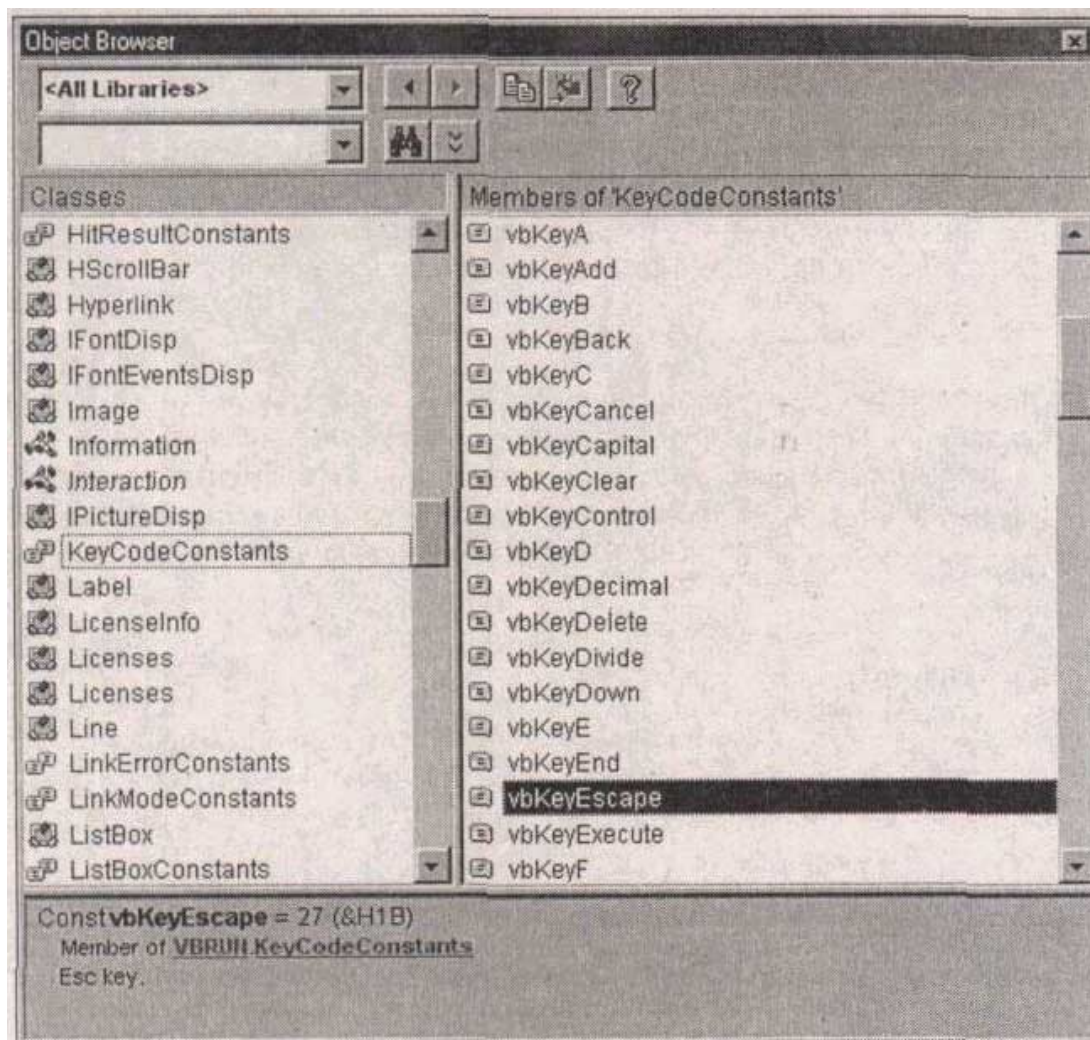 Object Browser
<All Libraries>
Classes
HitResultConstants
HScrollBar
Hyperlink
IFontDisp
IFontEventsDisp
Image
Information
Interaction
IPictureDisp
KeyCodeConstants
Label
LicenseInfo
Licenses
Licenses
Line
LinkErrorConstants
LinkModeConstants
ListBox
ListBoxConstants
Members of 'KeyCodeConstants'
vbKeyA
vbKeyAdd
vbKeyB
vbKeyBack
vbKeyC
vbKeyCancel
vbKeyCapital
vbKeyClear
vbKeyControl
vbKeyD
vbKeyDecimal
vbKeyDelete
vbKeyDivide
vbKeyDown
vbKeyE
vbKeyEnd
vbKeyEscape
vbKeyExecute
vbKeyF
Const vbKeyEscape = 27 (&H1B)
Member of VBRUN.KeyCodeConstants
Esc key.